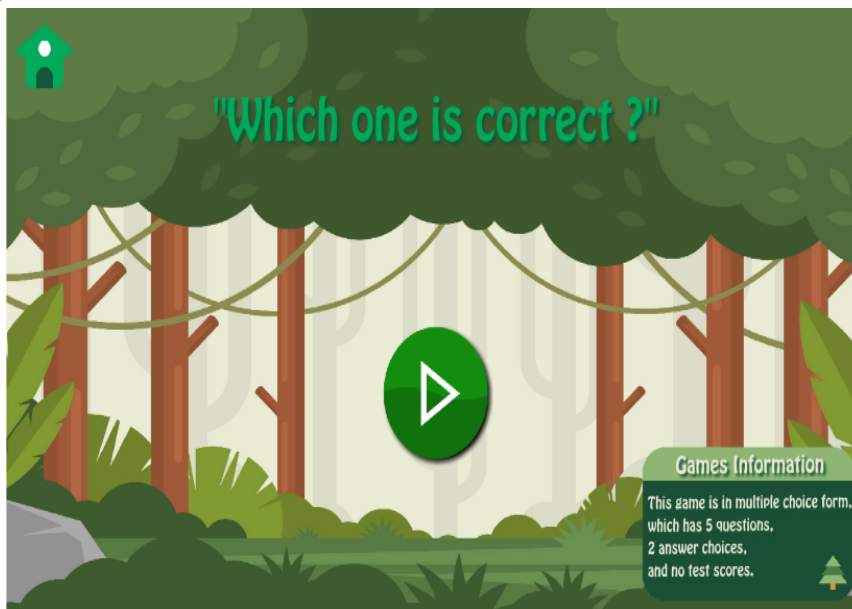 "Which one is correct ?"
Games Information
This game is in multiple choice form,
which has 5 questions,
2 answer choices,
and no test scores.